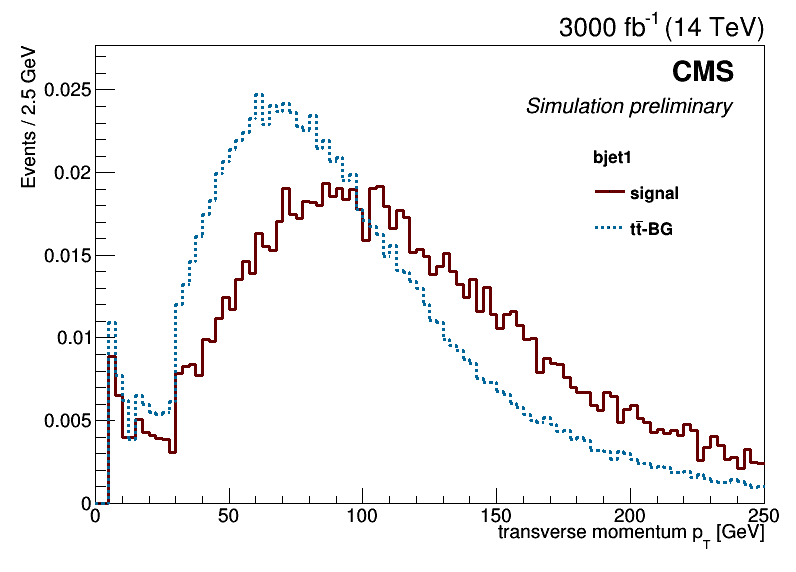 3000 fb⁻¹ (14 TeV)
CMS
Simulation preliminary
bjet1
signal
tt̄-BG
Events / 2.5 GeV
0.025
0.02
0.015
0.01
0.005
0
0 50 100 150 200 250
transverse momentum p_T [GeV]